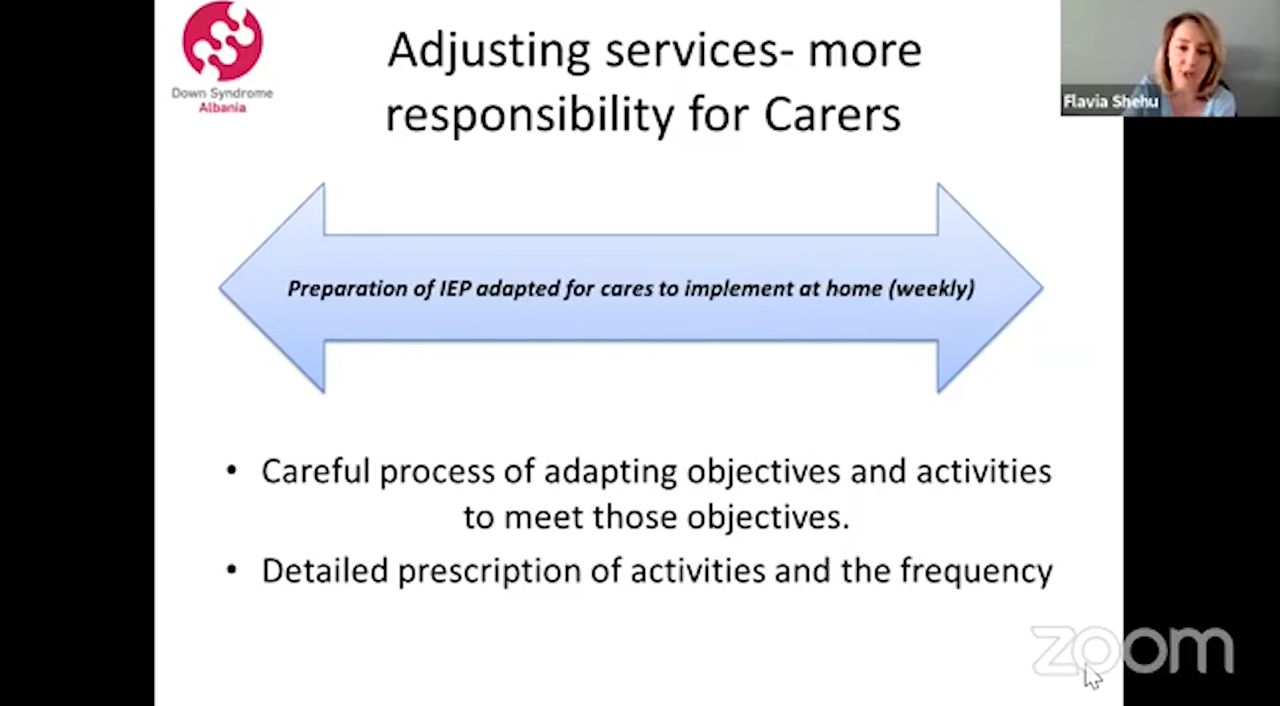 Down Syndrome
Albania
Adjusting services- more
responsibility for Carers
Flavia Shehu
Preparation of IEP adapted for cares to implement at home (weekly)
• Careful process of adapting objectives and activities
to meet those objectives.
• Detailed prescription of activities and the frequency
zoom